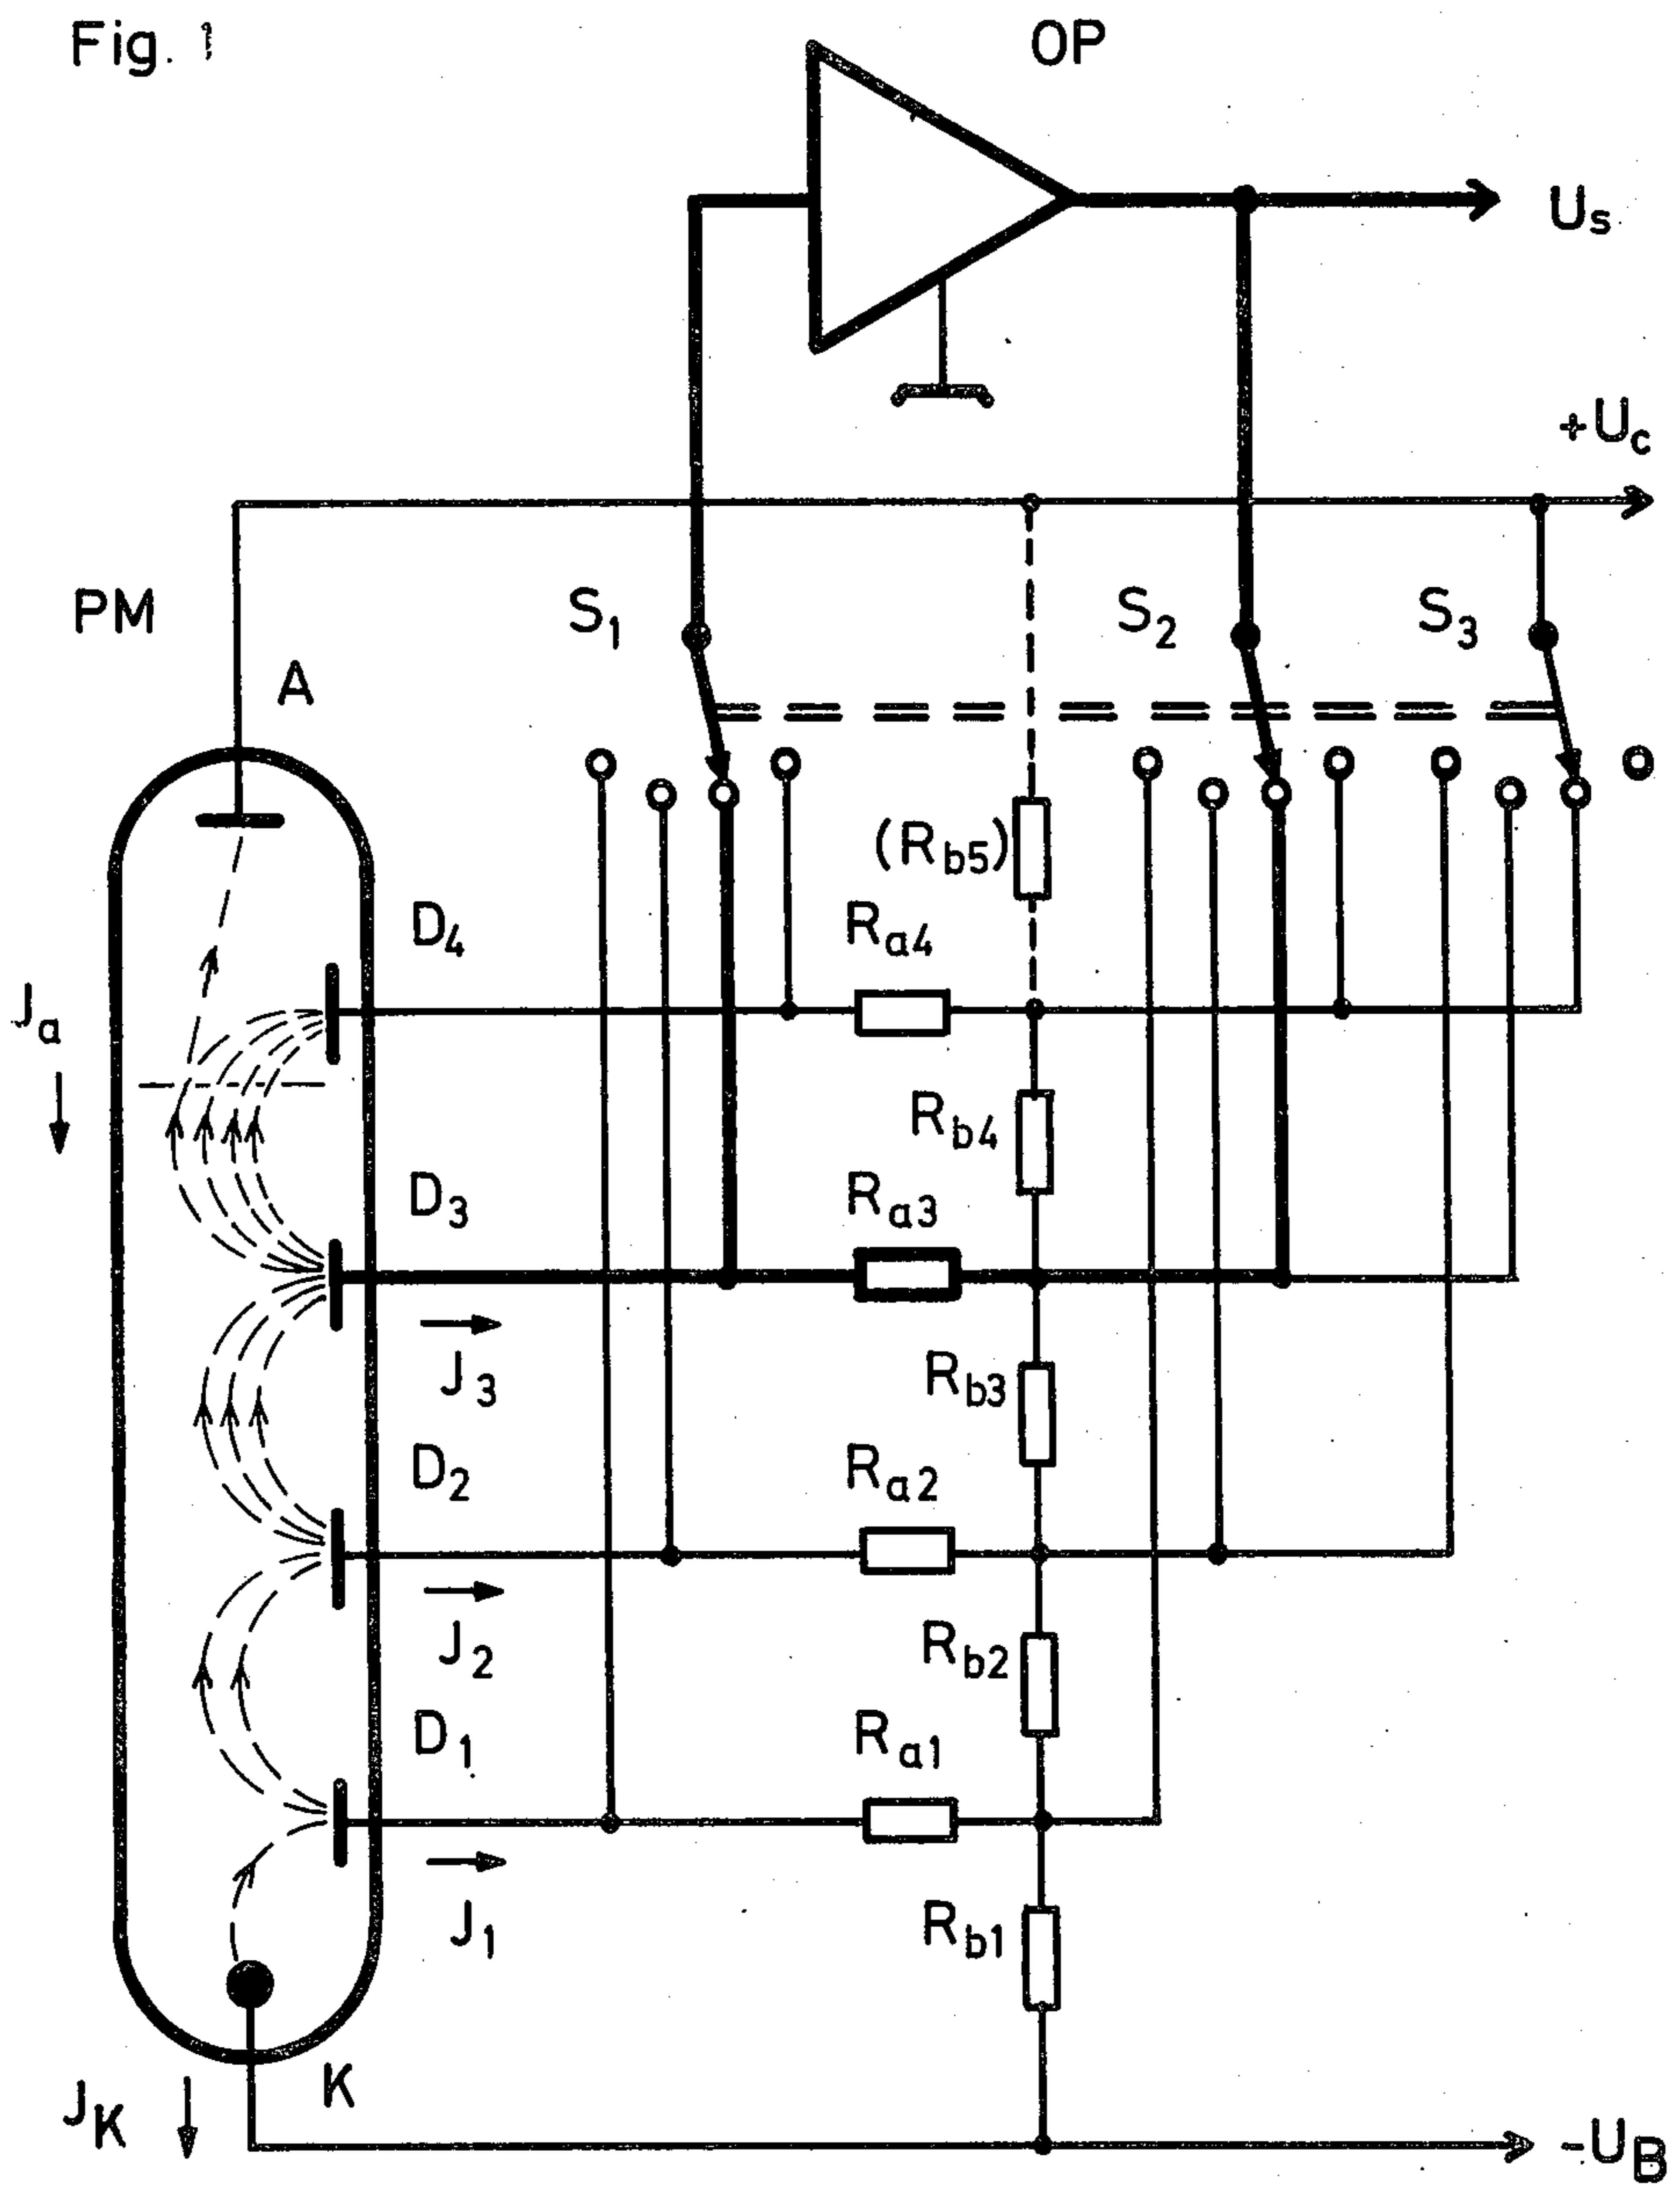 Fig. 1
OP
Us
+Uc
PM
S1
S2
S3
A
(Rb5)
D4
Ra4
Ja
Rb4
D3
Ra3
J3
Rb3
D2
Ra2
J2
Rb2
D1
Ra1
J1
Rb1
K
JK
-UB